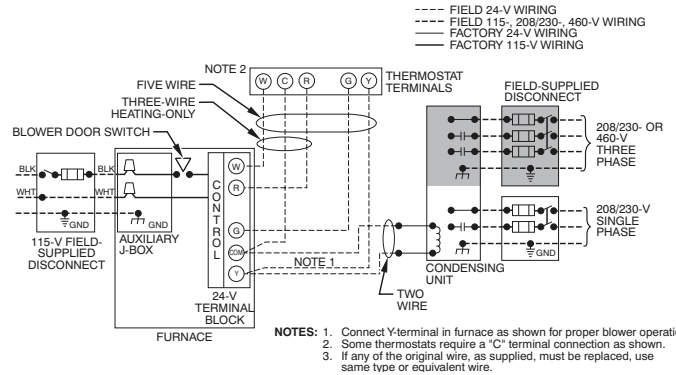 FIELD 24-V WIRING
FIELD 115-, 208/230-, 460-V WIRING
FACTORY 24-V WIRING
FACTORY 115-V WIRING
NOTE 2
W C R G Y
THERMOSTAT
TERMINALS
FIVE WIRE
THREE-WIRE
HEATING-ONLY
BLOWER DOOR SWITCH
FIELD-SUPPLIED
DISCONNECT
208/230- OR
460-V
THREE
PHASE
BLK
BLK
WHT
WHT
GND
GND
CONTROL
W
R
G
COM
Y
NOTE 1
208/230-V
SINGLE
PHASE
GND
115-V FIELD-
SUPPLIED
DISCONNECT
AUXILIARY
J-BOX
24-V
TERMINAL
BLOCK
FURNACE
TWO
WIRE
CONDENSING
UNIT
NOTES: 1. Connect Y-terminal in furnace as shown for proper blower operati
2. Some thermostats require a "C" terminal connection as shown.
3. If any of the original wire, as supplied, must be replaced, use
same type or equivalent wire.